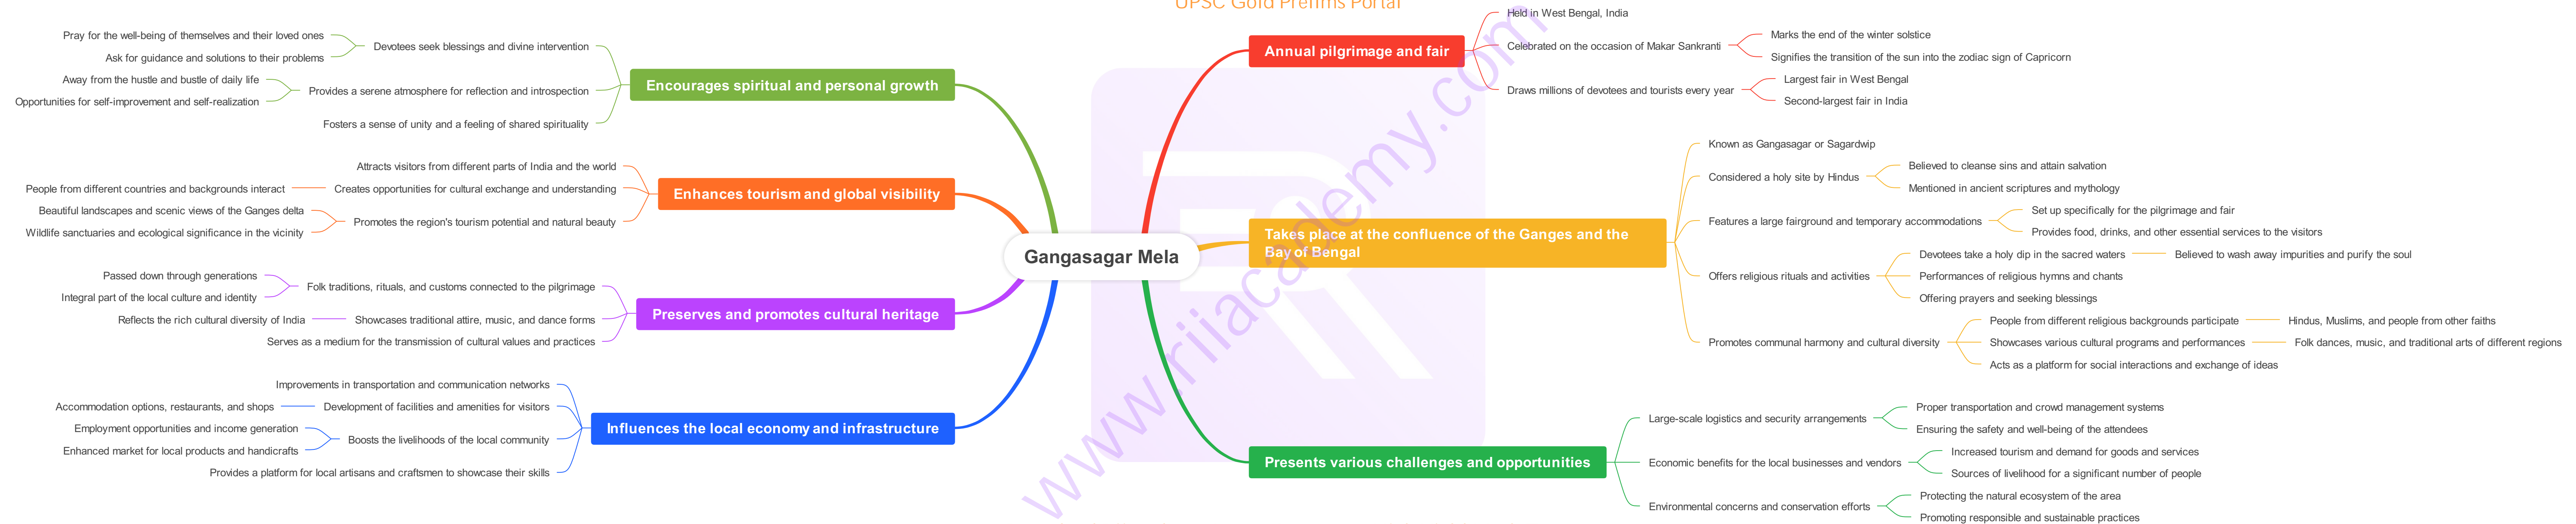 UPSC Gold Prelims Portal
Gangasagar Mela
Annual pilgrimage and fair
Held in West Bengal, India
Celebrated on the occasion of Makar Sankranti
Marks the end of the winter solstice
Signifies the transition of the sun into the zodiac sign of Capricorn
Draws millions of devotees and tourists every year
Largest fair in West Bengal
Second-largest fair in India
Takes place at the confluence of the Ganges and the
Bay of Bengal
Known as Gangasagar or Sagardwip
Considered a holy site by Hindus
Believed to cleanse sins and attain salvation
Mentioned in ancient scriptures and mythology
Features a large fairground and temporary accommodations
Set up specifically for the pilgrimage and fair
Provides food, drinks, and other essential services to the visitors
Offers religious rituals and activities
Devotees take a holy dip in the sacred waters
Believed to wash away impurities and purify the soul
Performances of religious hymns and chants
Offering prayers and seeking blessings
Promotes communal harmony and cultural diversity
People from different religious backgrounds participate
Hindus, Muslims, and people from other faiths
Showcases various cultural programs and performances
Folk dances, music, and traditional arts of different regions
Acts as a platform for social interactions and exchange of ideas
Presents various challenges and opportunities
Large-scale logistics and security arrangements
Proper transportation and crowd management systems
Ensuring the safety and well-being of the attendees
Economic benefits for the local businesses and vendors
Increased tourism and demand for goods and services
Sources of livelihood for a significant number of people
Environmental concerns and conservation efforts
Protecting the natural ecosystem of the area
Promoting responsible and sustainable practices
Encourages spiritual and personal growth
Devotees seek blessings and divine intervention
Pray for the well-being of themselves and their loved ones
Ask for guidance and solutions to their problems
Provides a serene atmosphere for reflection and introspection
Away from the hustle and bustle of daily life
Opportunities for self-improvement and self-realization
Fosters a sense of unity and a feeling of shared spirituality
Enhances tourism and global visibility
Attracts visitors from different parts of India and the world
Creates opportunities for cultural exchange and understanding
People from different countries and backgrounds interact
Promotes the region's tourism potential and natural beauty
Beautiful landscapes and scenic views of the Ganges delta
Wildlife sanctuaries and ecological significance in the vicinity
Preserves and promotes cultural heritage
Folk traditions, rituals, and customs connected to the pilgrimage
Passed down through generations
Integral part of the local culture and identity
Showcases traditional attire, music, and dance forms
Reflects the rich cultural diversity of India
Serves as a medium for the transmission of cultural values and practices
Influences the local economy and infrastructure
Improvements in transportation and communication networks
Development of facilities and amenities for visitors
Accommodation options, restaurants, and shops
Boosts the livelihoods of the local community
Employment opportunities and income generation
Enhanced market for local products and handicrafts
Provides a platform for local artisans and craftsmen to showcase their skills
www.riiacademy.com